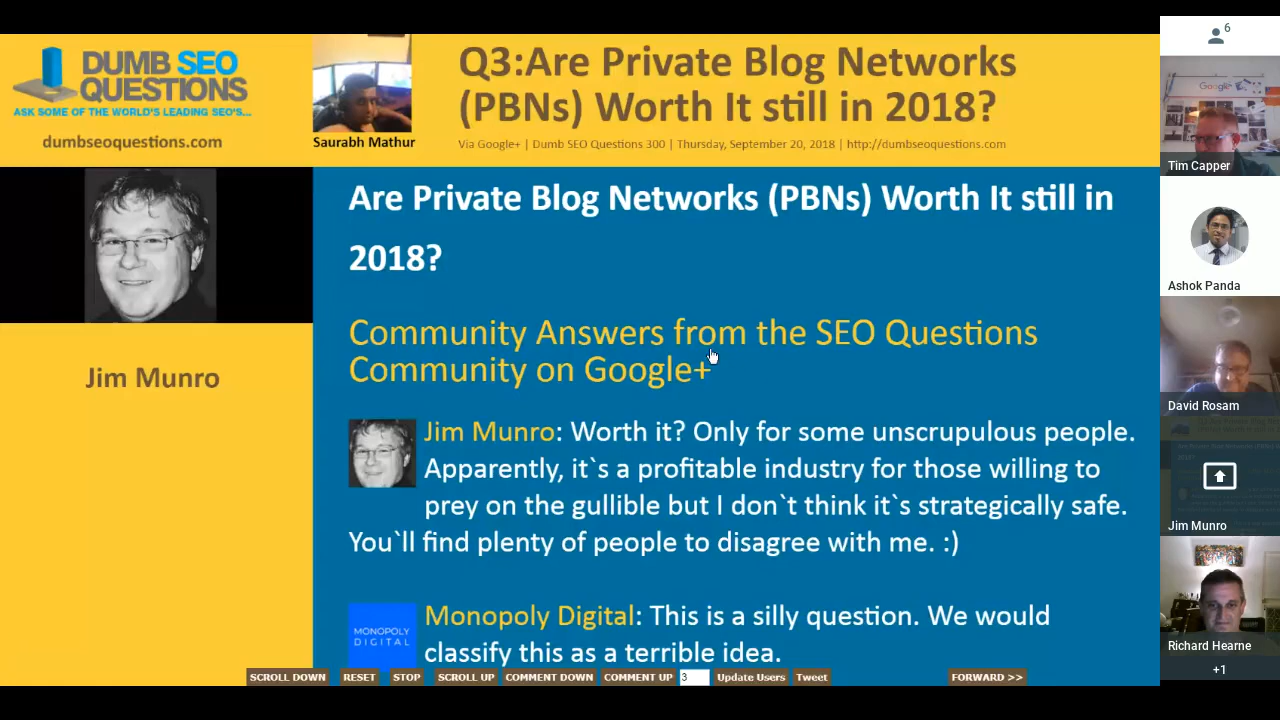 DUMB SEO
QUESTIONS
ASK SOME OF THE WORLD'S LEADING SEO'S...
dumbseoquestions.com
Saurabh Mathur
Q3:Are Private Blog Networks
(PBNs) Worth It still in 2018?
Via Google+ | Dumb SEO Questions 300 | Thursday, September 20, 2018 | http://dumbseoquestions.com
Jim Munro
Are Private Blog Networks (PBNs) Worth It still in
2018?
Community Answers from the SEO Questions
Community on Google+
Jim Munro: Worth it? Only for some unscrupulous people.
Apparently, it`s a profitable industry for those willing to
prey on the gullible but I don`t think it`s strategically safe.
You`ll find plenty of people to disagree with me. :)
MONOPOLY
DIGITAL
Monopoly Digital: This is a silly question. We would
classify this as a terrible idea.
SCROLL DOWN RESET STOP SCROLL UP COMMENT DOWN COMMENT UP 3 Update Users Tweet FORWARD >>
6
Google
Tim Capper
Ashok Panda
David Rosam
Jim Munro
Richard Hearne
+1